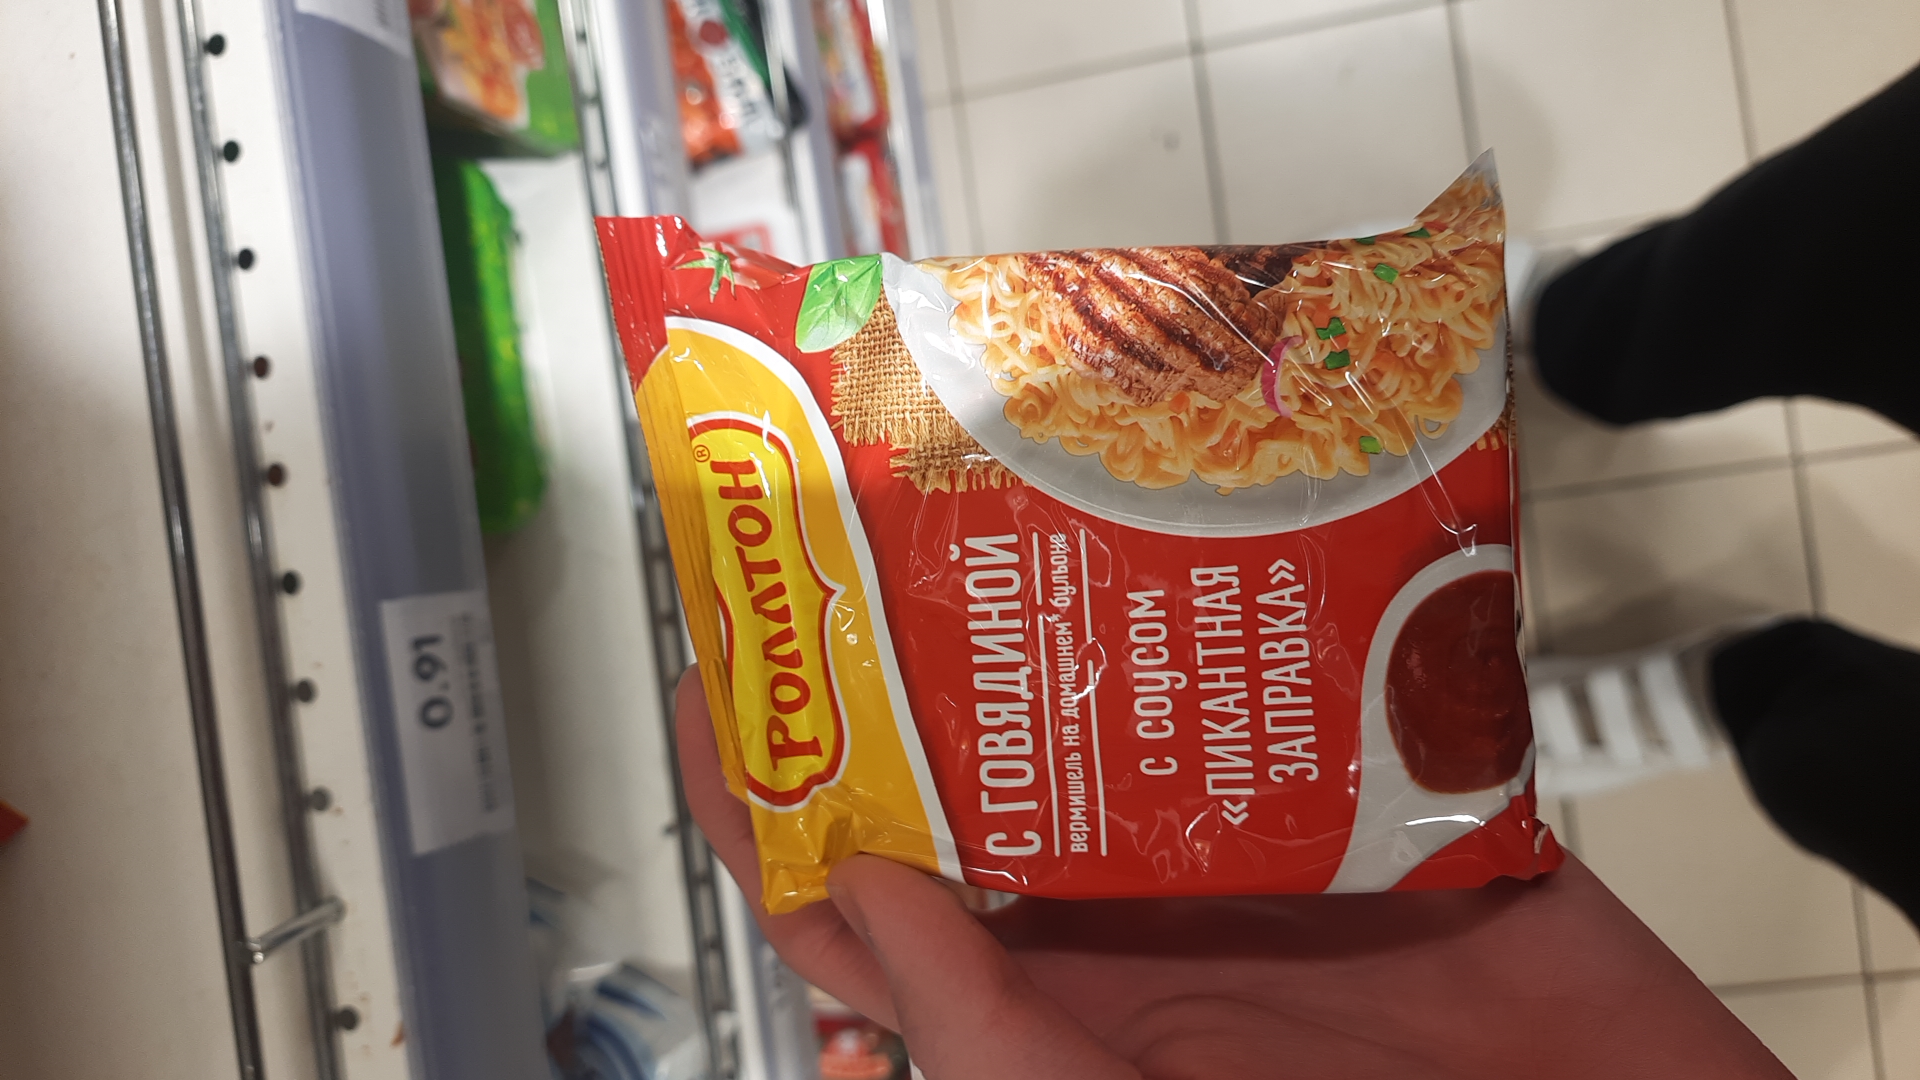 0.91
РОЛЛТОН®
С ГОВЯДИНОЙ
вермишель на домашнем* бульоне
с соусом
«ПИКАНТНАЯ
ЗАПРАВКА»